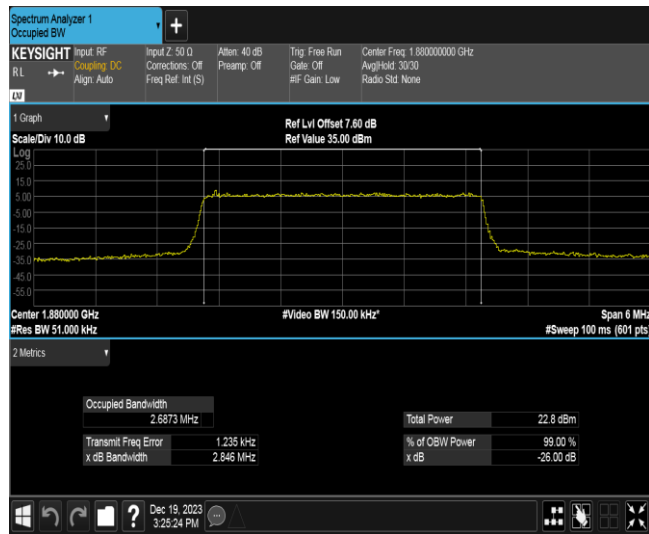 Spectrum Analyzer 1
Occupied BW
+
KEYSIGHT
RL
LXI
Input: RF
Coupling: DC
Align: Auto
Input Z: 50 Ω
Corrections: Off
Freq Ref: Int (S)
Atten: 40 dB
Preamp: Off
Trig: Free Run
Gate: Off
#IF Gain: Low
Center Freq: 1.880000000 GHz
Avg|Hold: 30/30
Radio Std: None
1 Graph
Scale/Div 10.0 dB
Ref Lvl Offset 7.60 dB
Ref Value 35.00 dBm
Log
25.0
15.0
5.00
-5.00
-15.0
-25.0
-35.0
-45.0
-55.0
Center 1.880000 GHz
#Video BW 150.00 kHz*
Span 6 MHz
#Res BW 51.000 kHz
#Sweep 100 ms (601 pts)
2 Metrics
Occupied Bandwidth
2.6873 MHz
Total Power 22.8 dBm
Transmit Freq Error 1.235 kHz
% of OBW Power 99.00 %
x dB Bandwidth 2.846 MHz
x dB -26.00 dB
?
Dec 19, 2023
3:25:24 PM